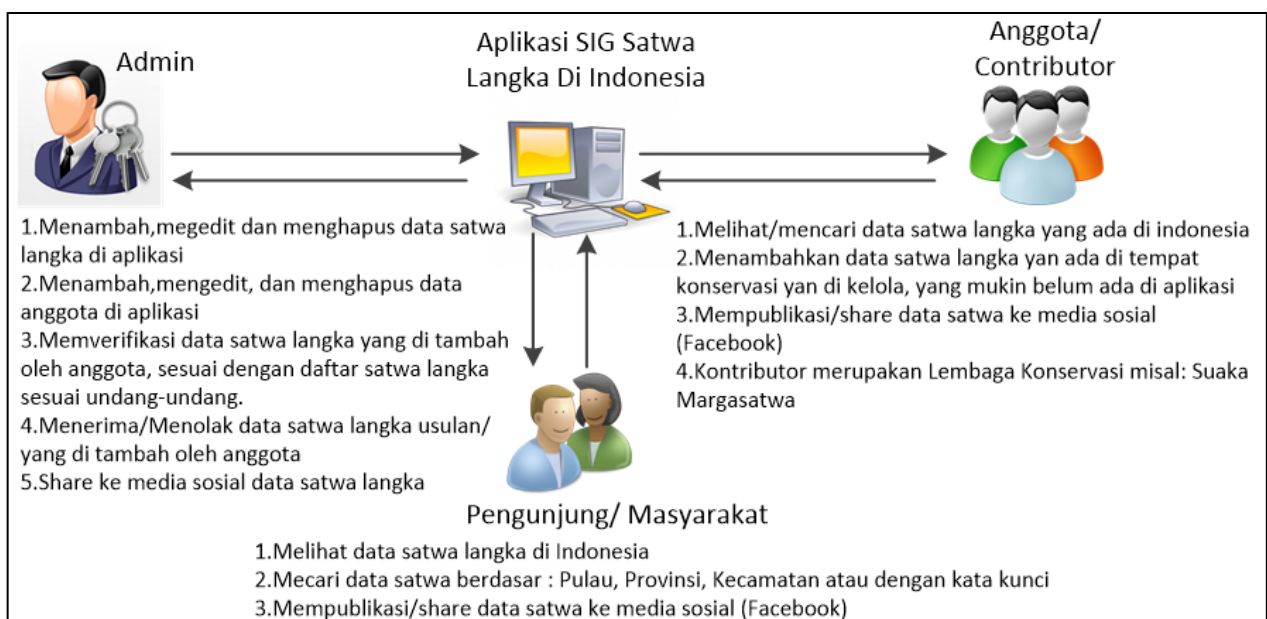 Admin
Aplikasi SIG Satwa
Langka Di Indonesia
Anggota/
Contributor
1.Menambah,megedit dan menghapus data satwa
langka di aplikasi
2.Menambah,mengedit, dan menghapus data
anggota di aplikasi
3.Memverifikasi data satwa langka yang di tambah
oleh anggota, sesuai dengan daftar satwa langka
sesuai undang-undang.
4.Menerima/Menolak data satwa langka usulan/
yang di tambah oleh anggota
5.Share ke media sosial data satwa langka
1.Melihat/mencari data satwa langka yang ada di indonesia
2.Menambahkan data satwa langka yan ada di tempat
konservasi yan di kelola, yang mukin belum ada di aplikasi
3.Mempublikasi/share data satwa ke media sosial
(Facebook)
4.Kontributor merupakan Lembaga Konservasi misal: Suaka
Margasatwa
Pengunjung/ Masyarakat
1.Melihat data satwa langka di Indonesia
2.Mecari data satwa berdasar : Pulau, Provinsi, Kecamatan atau dengan kata kunci
3.Mempublikasi/share data satwa ke media sosial (Facebook)